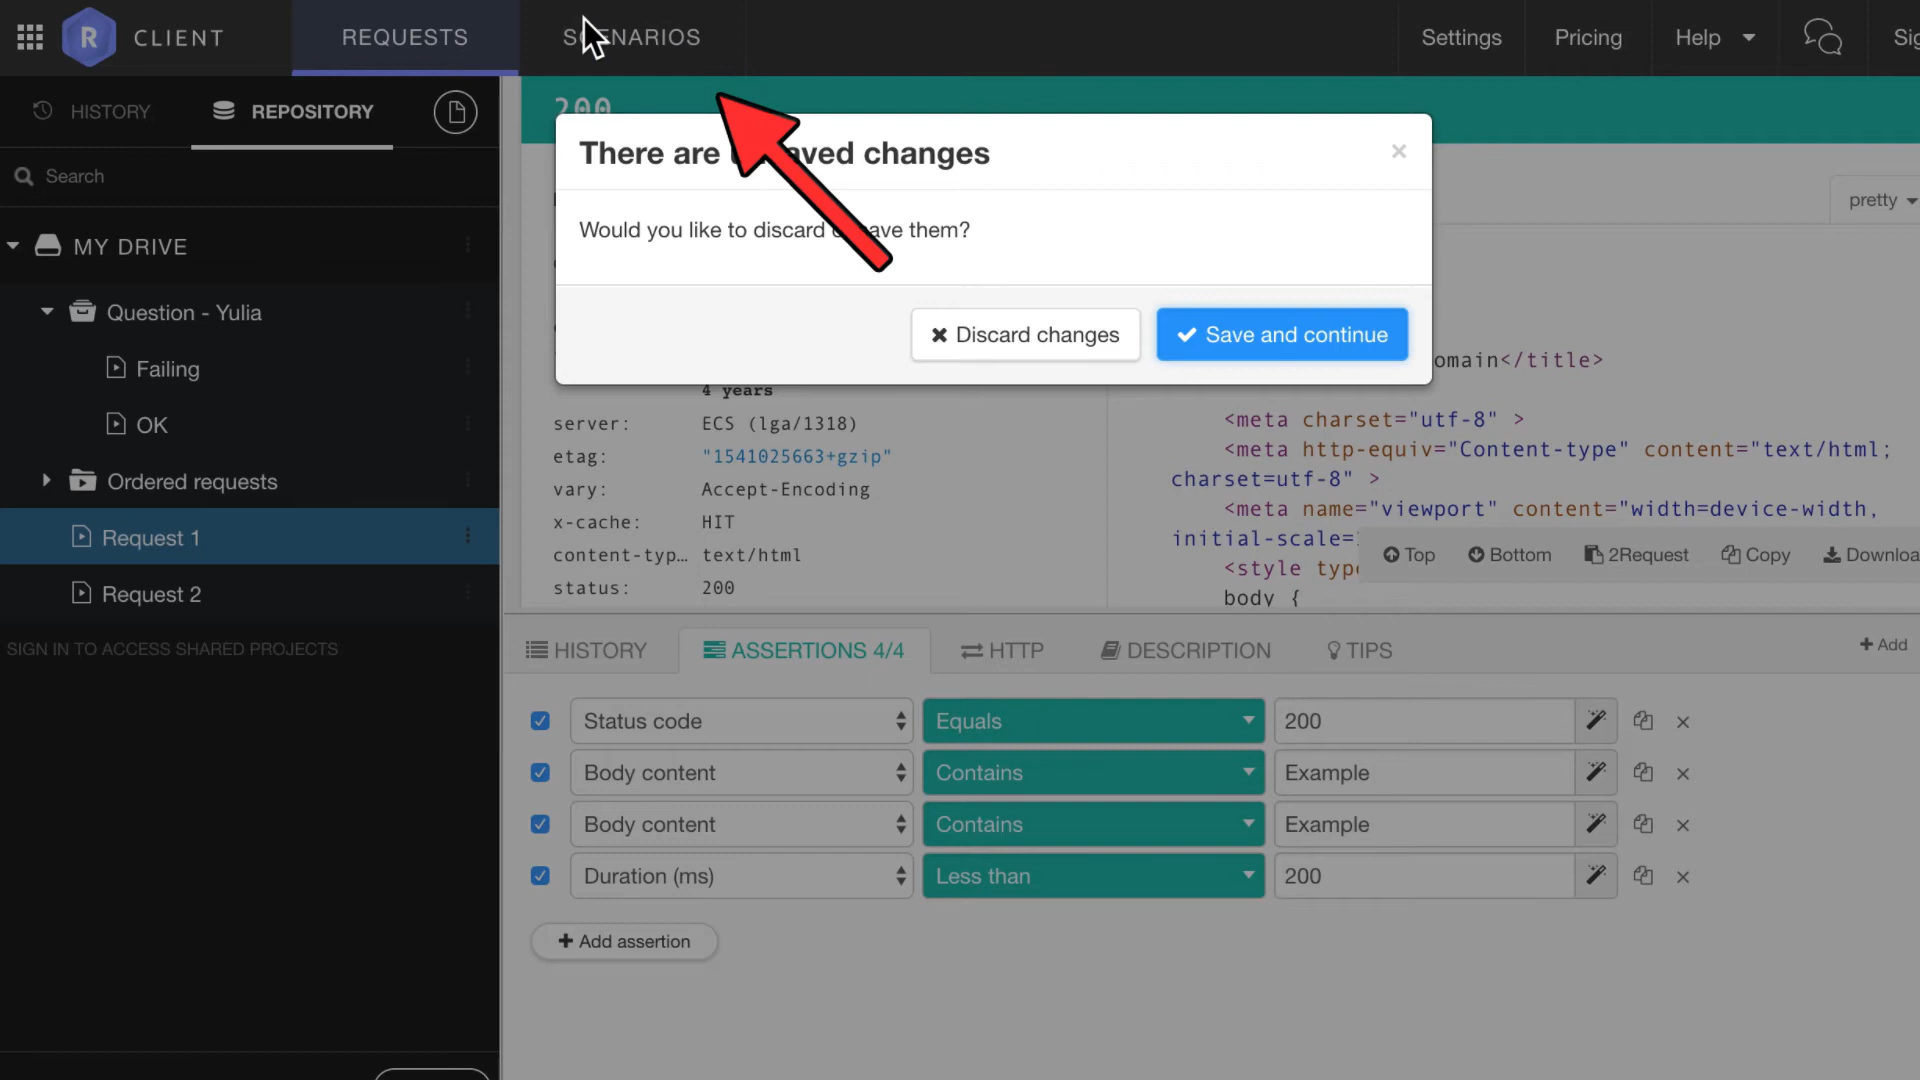 R CLIENT REQUESTS SCENARIOS Settings Pricing Help
HISTORY REPOSITORY
Search
MY DRIVE
Question - Yulia
Failing
OK
Ordered requests
Request 1
Request 2
SIGN IN TO ACCESS SHARED PROJECTS
200
There are unsaved changes ×
Would you like to discard or save them?
Discard changes Save and continue
pretty
4 years
server: ECS (lga/1318)
etag: "1541025663+gzip"
vary: Accept-Encoding
x-cache: HIT
content-typ… text/html
status: 200
omain</title>
<meta charset="utf-8" >
<meta http-equiv="Content-type" content="text/html;
charset=utf-8" >
<meta name="viewport" content="width=device-width,
initial-scale=
<style type
body {
Top Bottom 2Request Copy Downloa
HISTORY ASSERTIONS 4/4 HTTP DESCRIPTION TIPS + Add
Status code Equals 200
Body content Contains Example
Body content Contains Example
Duration (ms) Less than 200
+ Add assertion